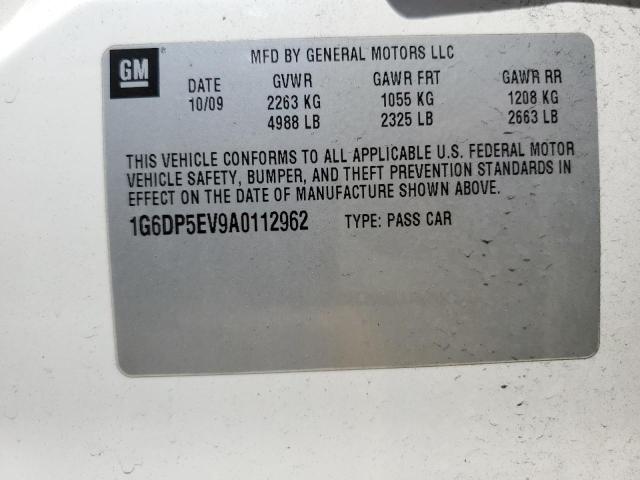 GM
MFD BY GENERAL MOTORS LLC
DATE GVWR GAWR FRT GAWR RR
10/09 2263 KG 1055 KG 1208 KG
4988 LB 2325 LB 2663 LB
THIS VEHICLE CONFORMS TO ALL APPLICABLE U.S. FEDERAL MOTOR
VEHICLE SAFETY, BUMPER, AND THEFT PREVENTION STANDARDS IN
EFFECT ON THE DATE OF MANUFACTURE SHOWN ABOVE.
1G6DP5EV9A0112962 TYPE: PASS CAR